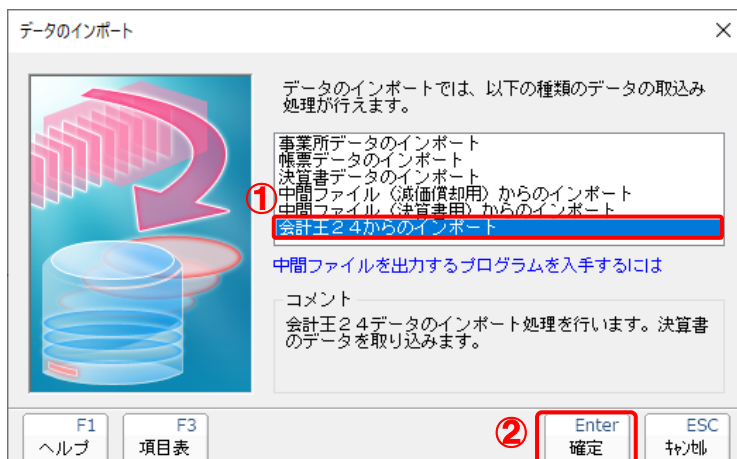 データのインポート
データのインポートでは、以下の種類のデータの取込み
処理が行えます。
事業所データのインポート
帳票データのインポート
決算書データのインポート
中間ファイル（減価償却用）からのインポート
中間ファイル（決算書用）からのインポート
①
会計王２４からのインポート
中間ファイルを出力するプログラムを入手するには
コメント
会計王２４データのインポート処理を行います。決算書
のデータを取り込みます。
F1
ヘルプ
F3
項目表
②
Enter
確定
ESC
ｷｬﾝｾﾙ